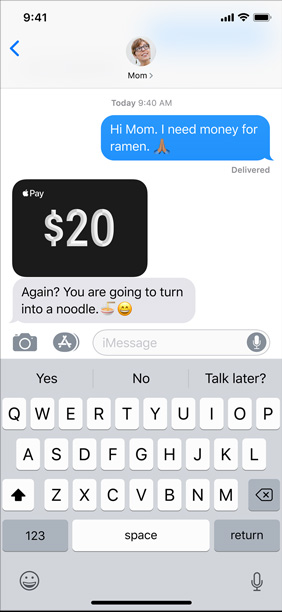 9:41
Mom >
Today 9:40 AM
Hi Mom. I need money for
ramen. 🙏🏾
Delivered
Pay
$20
Again? You are going to turn
into a noodle. 🍜😄
iMessage
Yes No Talk later?
Q W E R T Y U I O P
A S D F G H J K L
Z X C V B N M
123 space return